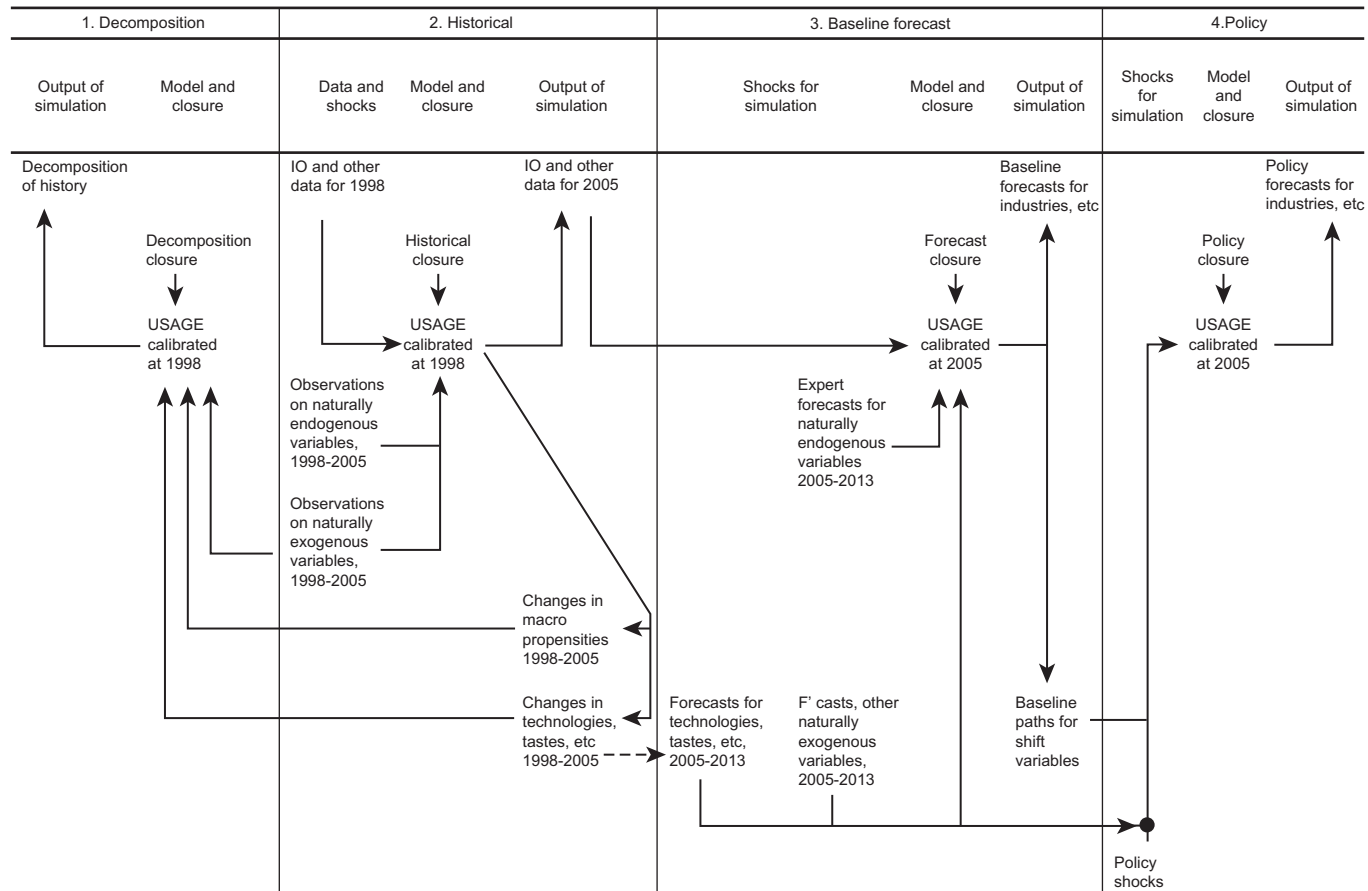 1. Decomposition
2. Historical
3. Baseline forecast
4.Policy
Output of
simulation
Model and
closure
Data and
shocks
Model and
closure
Output of
simulation
Shocks for
simulation
Model and
closure
Output of
simulation
Shocks
for
simulation
Model
and
closure
Output of
simulation
Decomposition
of history
Decomposition
closure
USAGE
calibrated
at 1998
IO and other
data for 1998
Historical
closure
USAGE
calibrated
at 1998
IO and other
data for 2005
Observations
on naturally
endogenous
variables,
1998-2005
Observations
on naturally
exogenous
variables,
1998-2005
Changes in
macro
propensities
1998-2005
Changes in
technologies,
tastes, etc
1998-2005
Forecasts for
technologies,
tastes, etc,
2005-2013
F' casts, other
naturally
exogenous
variables,
2005-2013
Expert
forecasts for
naturally
endogenous
variables
2005-2013
Forecast
closure
USAGE
calibrated
at 2005
Baseline
forecasts for
industries, etc
Baseline
paths for
shift
variables
Policy
closure
USAGE
calibrated
at 2005
Policy
forecasts for
industries, etc
Policy
shocks